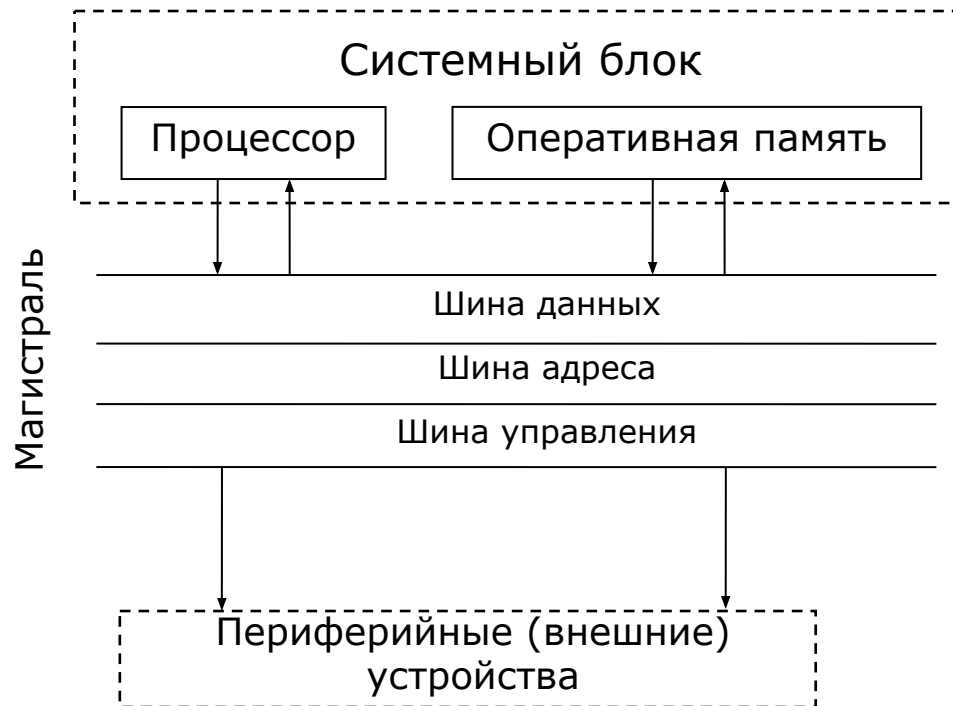 Системный блок
Процессор
Оперативная память
Магистраль
Шина данных
Шина адреса
Шина управления
Периферийные (внешние)
устройства